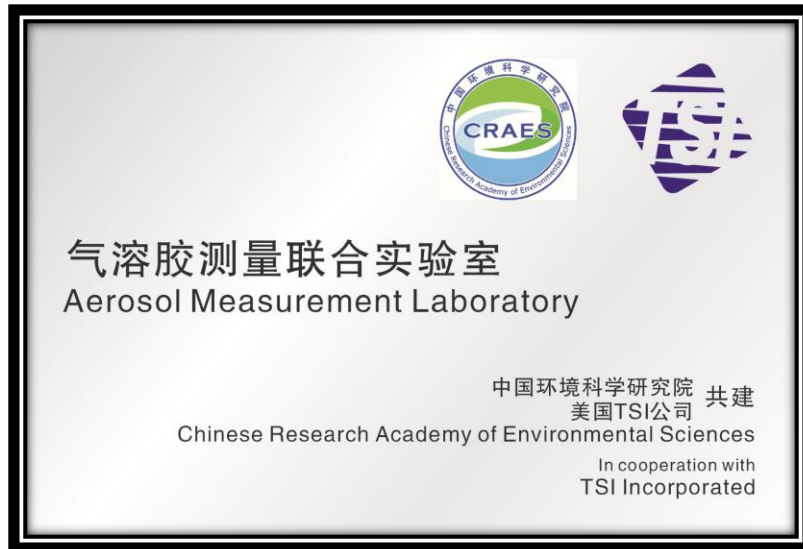 中国环境科学研究院
CRAES
Chinese Research Academy of Environmental Sciences
TSI
气溶胶测量联合实验室
Aerosol Measurement Laboratory
中国环境科学研究院
美国TSI公司 共建
Chinese Research Academy of Environmental Sciences
In cooperation with
TSI Incorporated